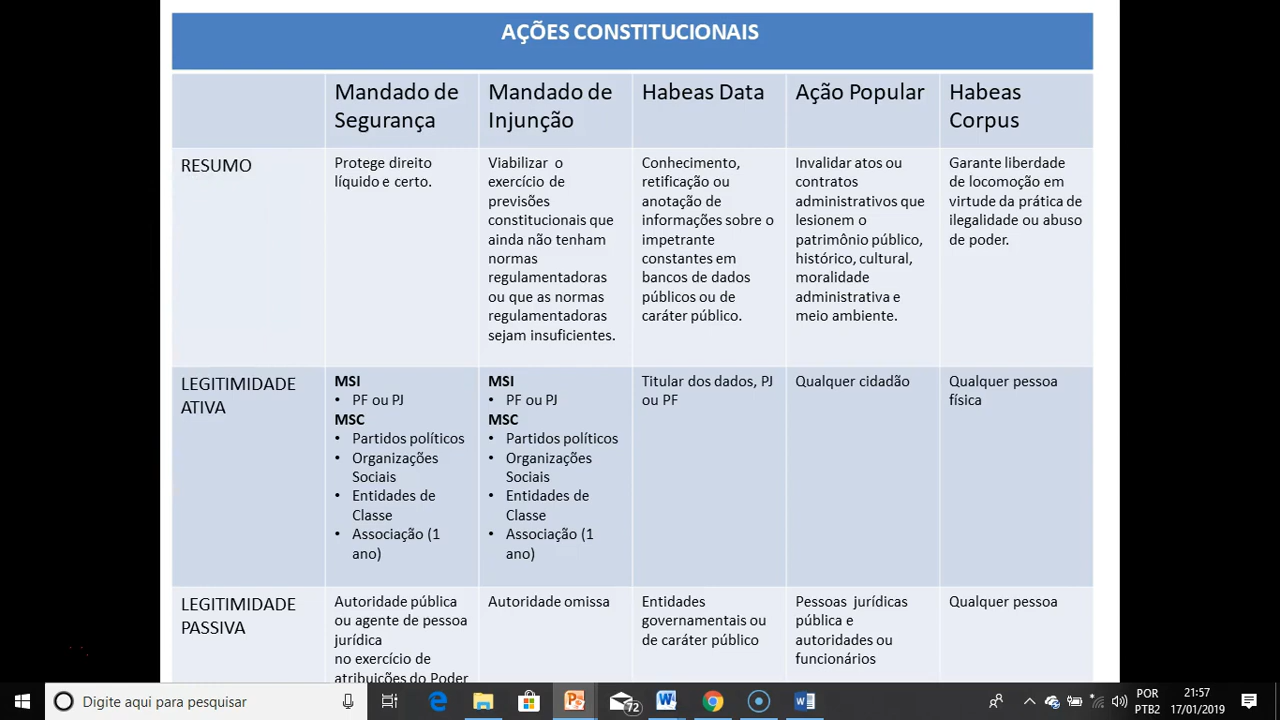 AÇÕES CONSTITUCIONAIS
Mandado de
Segurança
Mandado de
Injunção
Habeas Data
Ação Popular
Habeas
Corpus
RESUMO
Protege direito
líquido e certo.
Viabilizar o
exercício de
previsões
constitucionais que
ainda não tenham
normas
regulamentadoras
ou que as normas
regulamentadoras
sejam insuficientes.
Conhecimento,
retificação ou
anotação de
informações sobre o
impetrante
constantes em
bancos de dados
públicos ou de
caráter público.
Invalidar atos ou
contratos
administrativos que
lesionem o
patrimônio público,
histórico, cultural,
moralidade
administrativa e
meio ambiente.
Garante liberdade
de locomoção em
virtude da prática de
ilegalidade ou abuso
de poder.
LEGITIMIDADE
ATIVA
MSI
• PF ou PJ
MSC
• Partidos políticos
• Organizações
Sociais
• Entidades de
Classe
• Associação (1
ano)
MSI
• PF ou PJ
MSC
• Partidos políticos
• Organizações
Sociais
• Entidades de
Classe
• Associação (1
ano)
Titular dos dados, PJ
ou PF
Qualquer cidadão
Qualquer pessoa
física
LEGITIMIDADE
PASSIVA
Autoridade pública
ou agente de pessoa
jurídica
no exercício de
atribuições do Poder
Autoridade omissa
Entidades
governamentais ou
de caráter público
Pessoas jurídicas
pública e
autoridades ou
funcionários
Qualquer pessoa
Digite aqui para pesquisar
72
POR
PTB2
21:57
17/01/2019